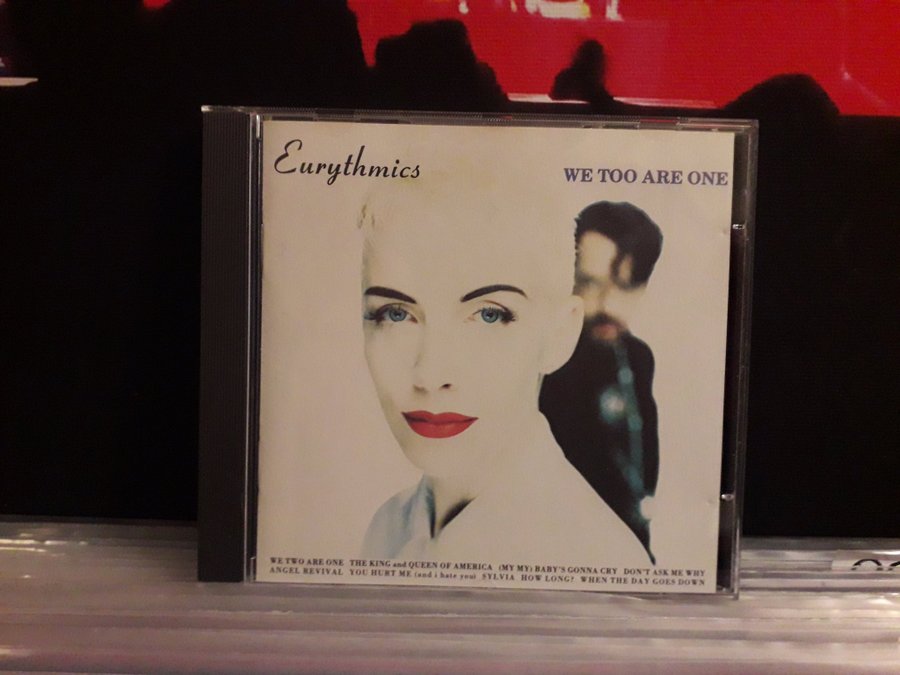 Eurythmics
WE TOO ARE ONE
WE TWO ARE ONE THE KING and QUEEN OF AMERICA (MY MY) BABY'S GONNA CRY DON'T ASK ME WHY
ANGEL REVIVAL YOU HURT ME (and i hate you) SYLVIA HOW LONG? WHEN THE DAY GOES DOWN